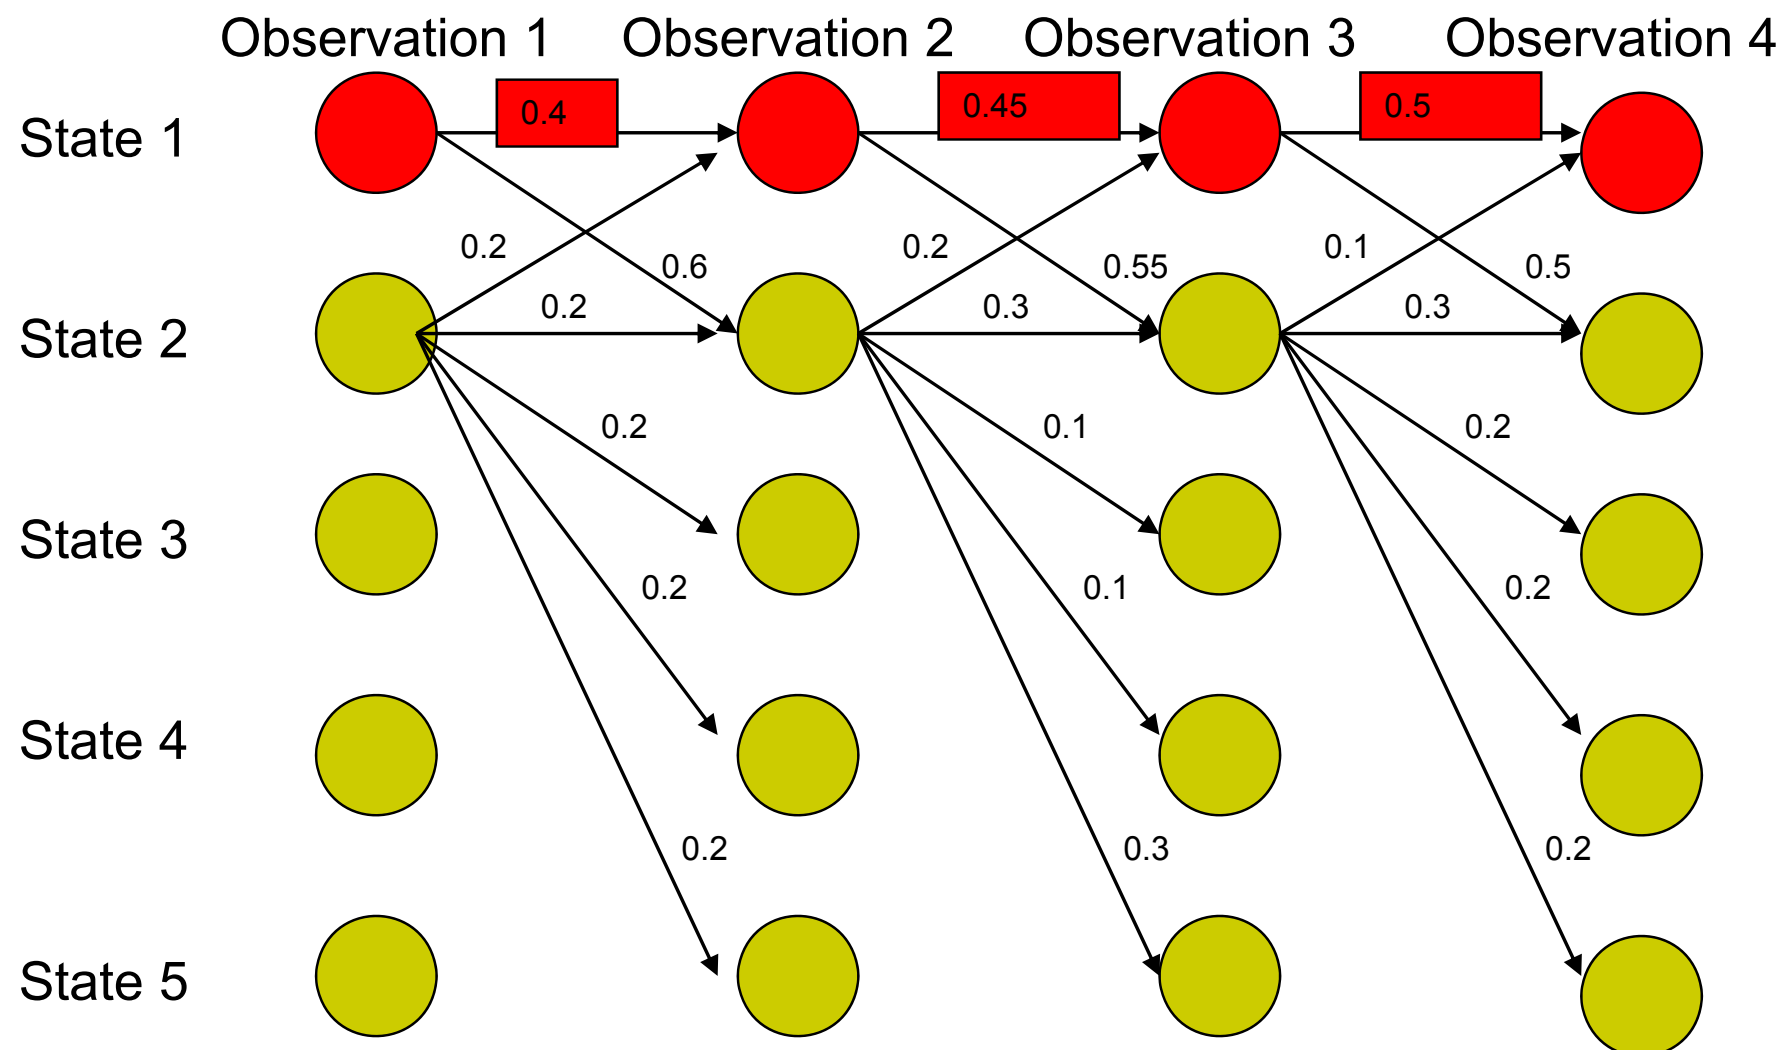 Observation 1 Observation 2 Observation 3 Observation 4
0.4 0.45 0.5
State 1
0.2 0.6 0.2 0.55 0.1 0.5
0.2 0.3 0.3
State 2
0.2 0.1 0.2
State 3
0.2 0.1 0.2
State 4
0.2 0.3 0.2
State 5